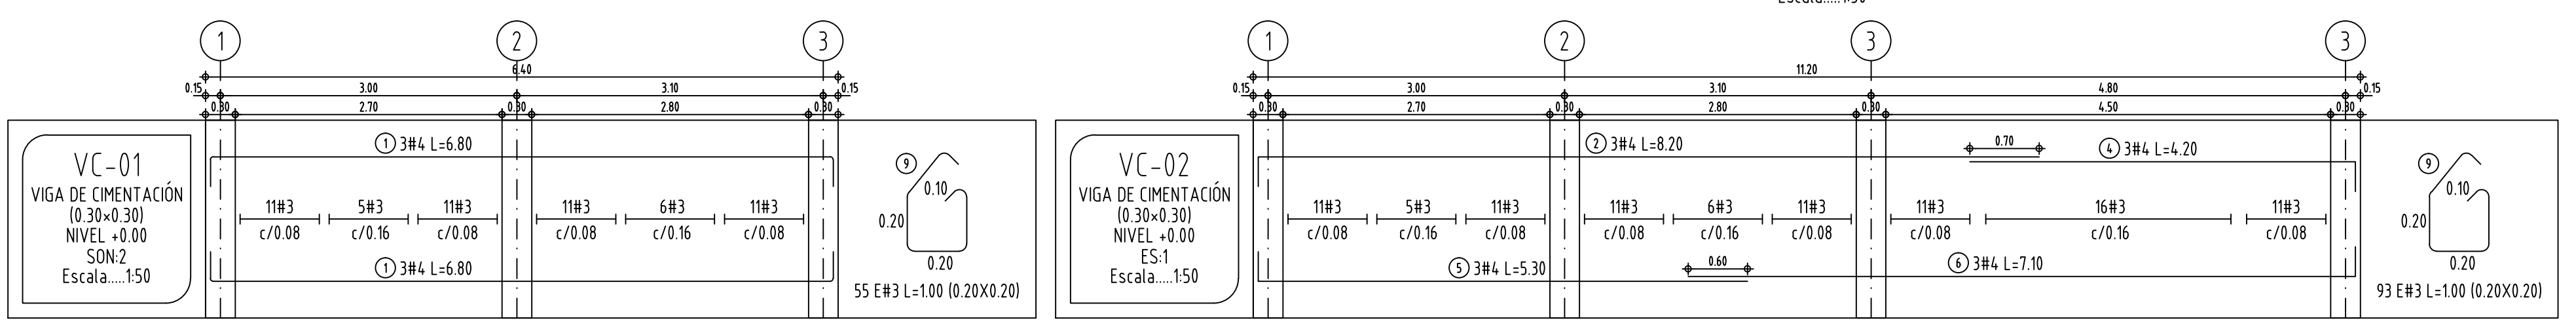 Escala.....1:50
1 2 3
6.40
0.15 3.00 3.10 0.15
0.30 2.70 0.30 2.80 0.30
VC-01
VIGA DE CIMENTACIÓN
(0.30×0.30)
NIVEL +0.00
SON:2
Escala.....1:50
1 3#4 L=6.80
11#3 5#3 11#3 11#3 6#3 11#3
c/0.08 c/0.16 c/0.08 c/0.08 c/0.16 c/0.08
1 3#4 L=6.80
9
0.10
0.20
0.20
55 E#3 L=1.00 (0.20X0.20)
1 2 3 3
11.20
0.15 3.00 3.10 4.80 0.15
0.30 2.70 0.30 2.80 0.30 4.50 0.30
VC-02
VIGA DE CIMENTACIÓN
(0.30×0.30)
NIVEL +0.00
ES:1
Escala.....1:50
2 3#4 L=8.20
0.70
4 3#4 L=4.20
11#3 5#3 11#3 11#3 6#3 11#3 11#3 16#3 11#3
c/0.08 c/0.16 c/0.08 c/0.08 c/0.16 c/0.08 c/0.08 c/0.16 c/0.08
5 3#4 L=5.30
0.60
6 3#4 L=7.10
9
0.10
0.20
0.20
93 E#3 L=1.00 (0.20X0.20)